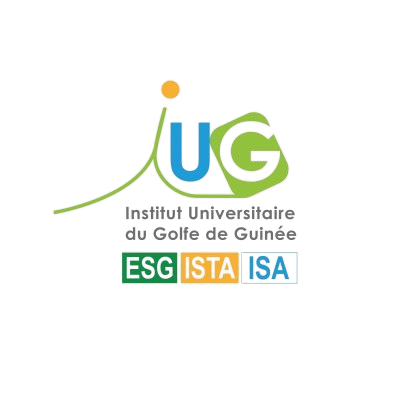 iUG
Institut Universitaire
du Golfe de Guinée
ESG ISTA ISA